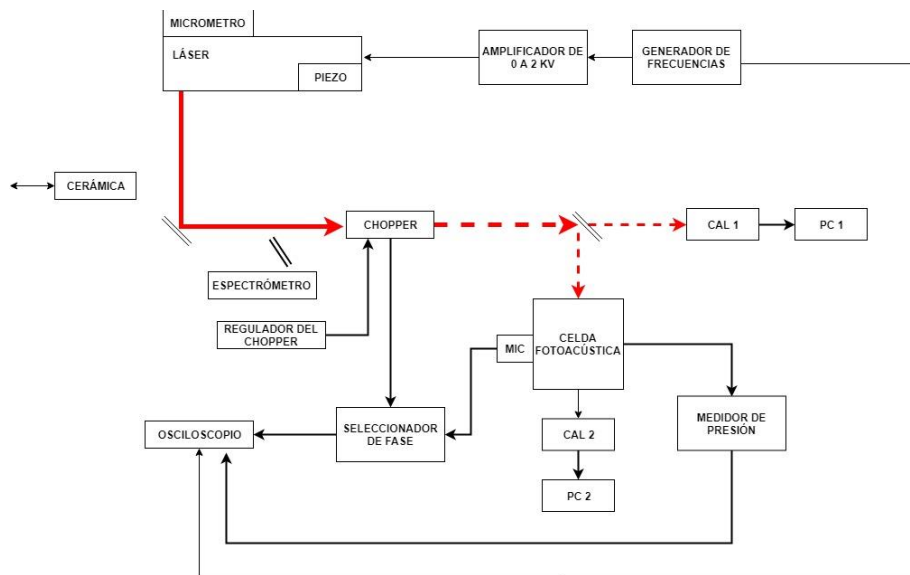 MICROMETRO
LÁSER
PIEZO
AMPLIFICADOR DE
0 A 2 KV
GENERADOR DE
FRECUENCIAS
CERÁMICA
CHOPPER
CAL 1
PC 1
ESPECTRÓMETRO
REGULADOR DEL
CHOPPER
MIC
CELDA
FOTOACÚSTICA
MEDIDOR DE
PRESIÓN
OSCILOSCOPIO
SELECCIONADOR
DE FASE
CAL 2
PC 2